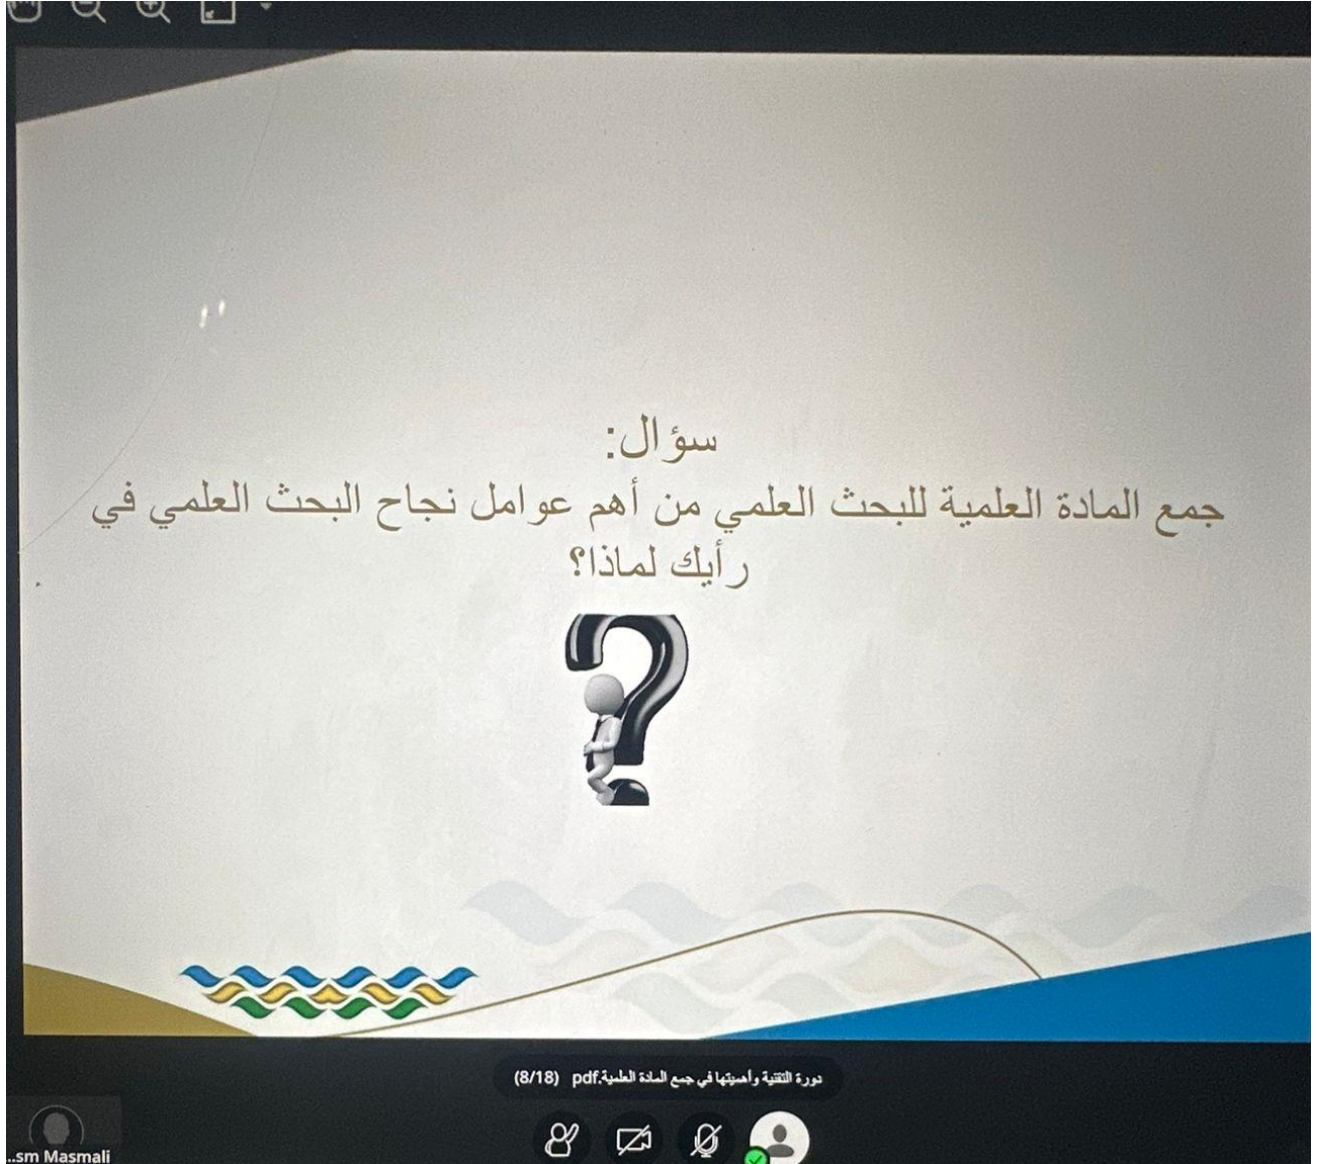 سؤال:
جمع المادة العلمية للبحث العلمي من أهم عوامل نجاح البحث العلمي في
رأيك لماذا؟
دورة التقنية وأهميتها في جمع المادة العلمية.pdf (8/18)
..sm Masmali